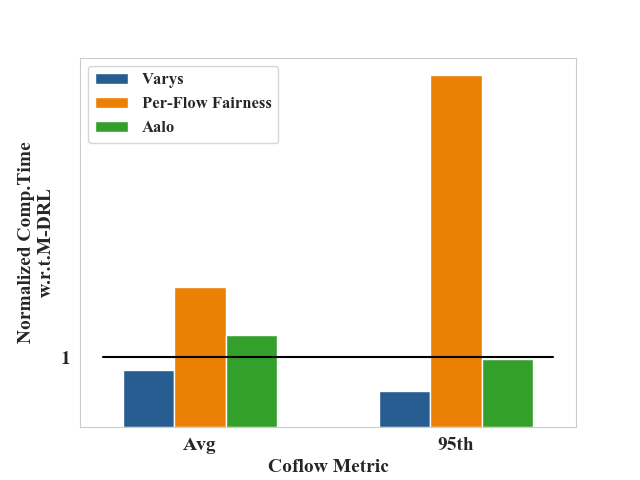 Varys
Per-Flow Fairness
Aalo
Normalized Comp.Time
w.r.t.M-DRL
1
Avg
95th
Coflow Metric